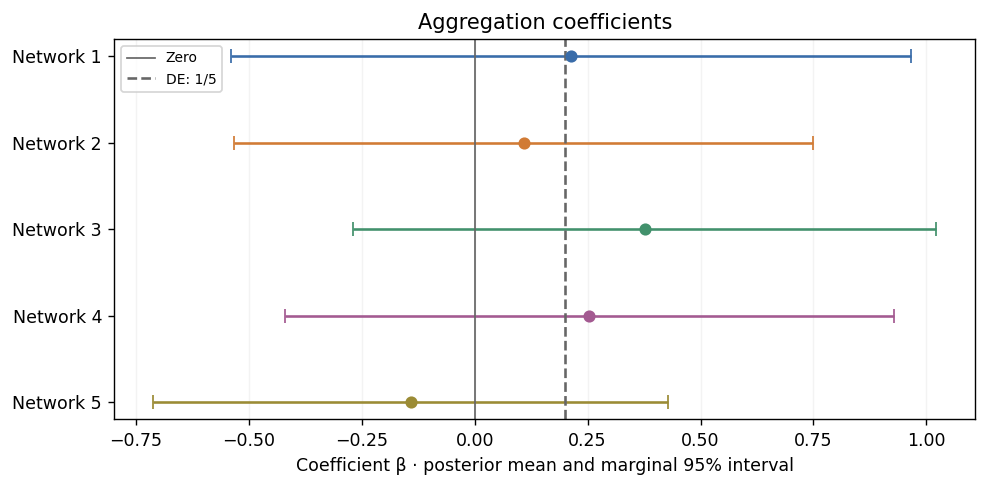 Aggregation coefficients
Network 1
Network 2
Network 3
Network 4
Network 5
Zero
DE: 1/5
−0.75 −0.50 −0.25 0.00 0.25 0.50 0.75 1.00
Coefficient β · posterior mean and marginal 95% interval